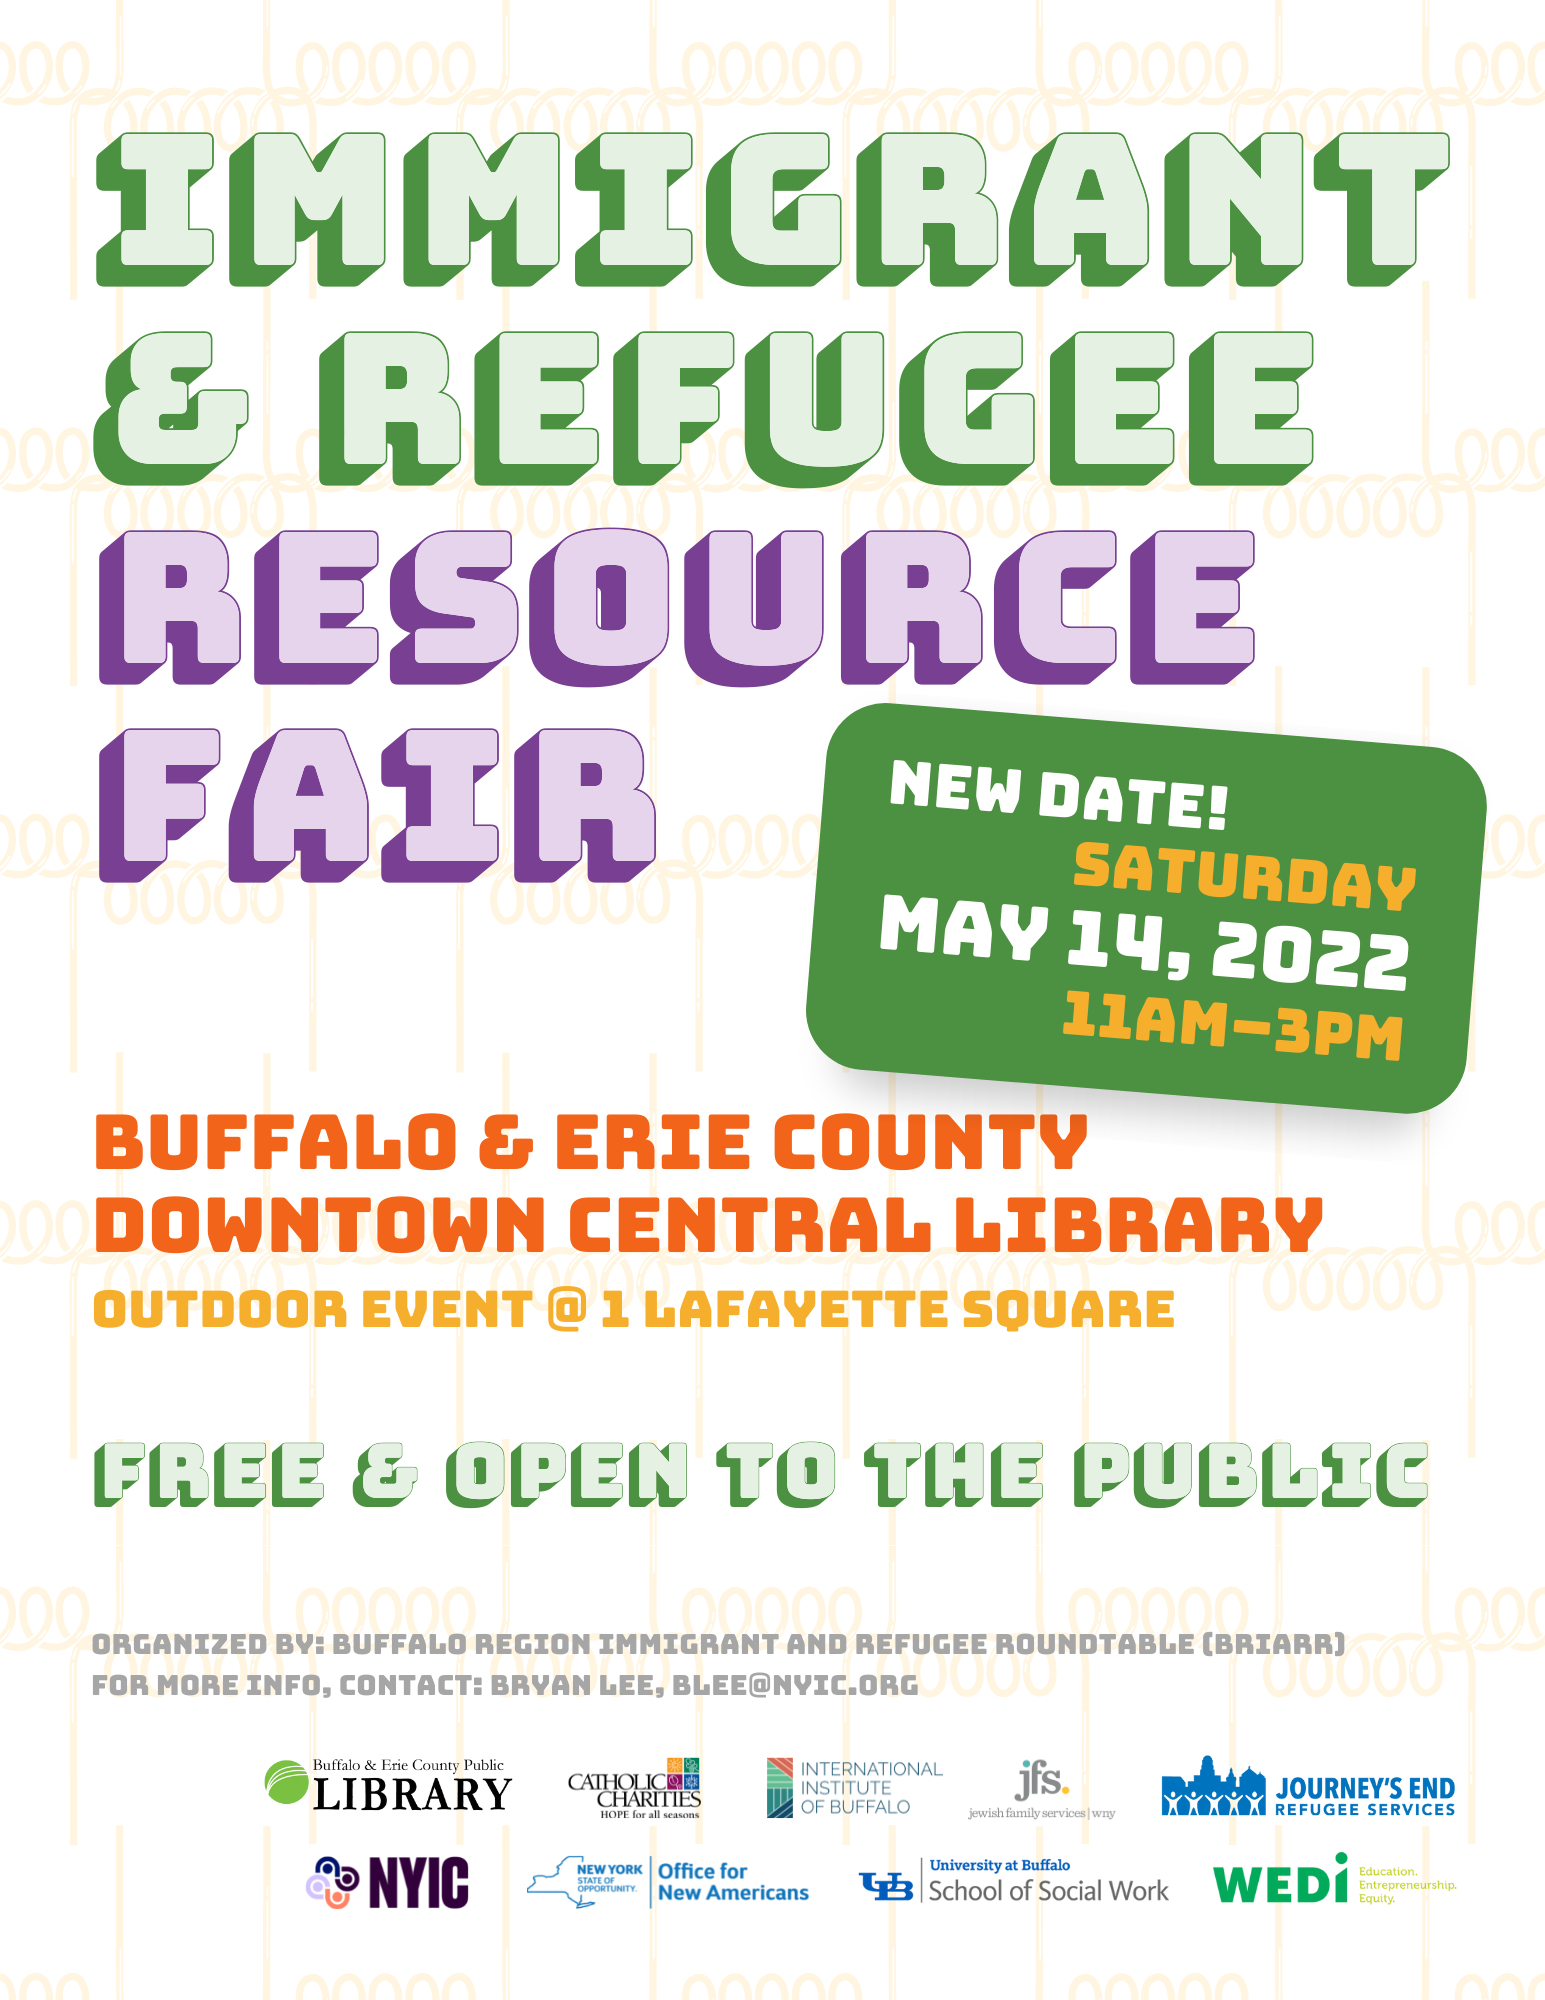 IMMIGRANT
& REFUGEE
RESOURCE
FAIR
NEW DATE!
SATURDAY
MAY 14, 2022
11AM–3PM
BUFFALO & ERIE COUNTY
DOWNTOWN CENTRAL LIBRARY
OUTDOOR EVENT @ 1 LAFAYETTE SQUARE
FREE & OPEN TO THE PUBLIC
ORGANIZED BY: BUFFALO REGION IMMIGRANT AND REFUGEE ROUNDTABLE (BRIARR)
FOR MORE INFO, CONTACT: BRYAN LEE, BLEE@NYIC.ORG
Buffalo & Erie County Public
LIBRARY
CATHOLIC
CHARITIES
HOPE for all seasons
INTERNATIONAL
INSTITUTE
OF BUFFALO
jfs.
jewish family services | wny
JOURNEY'S END
REFUGEE SERVICES
NYIC
NEW YORK
STATE OF
OPPORTUNITY.
Office for
New Americans
UB
University at Buffalo
School of Social Work
WEDI
Education.
Entrepreneurship.
Equity.